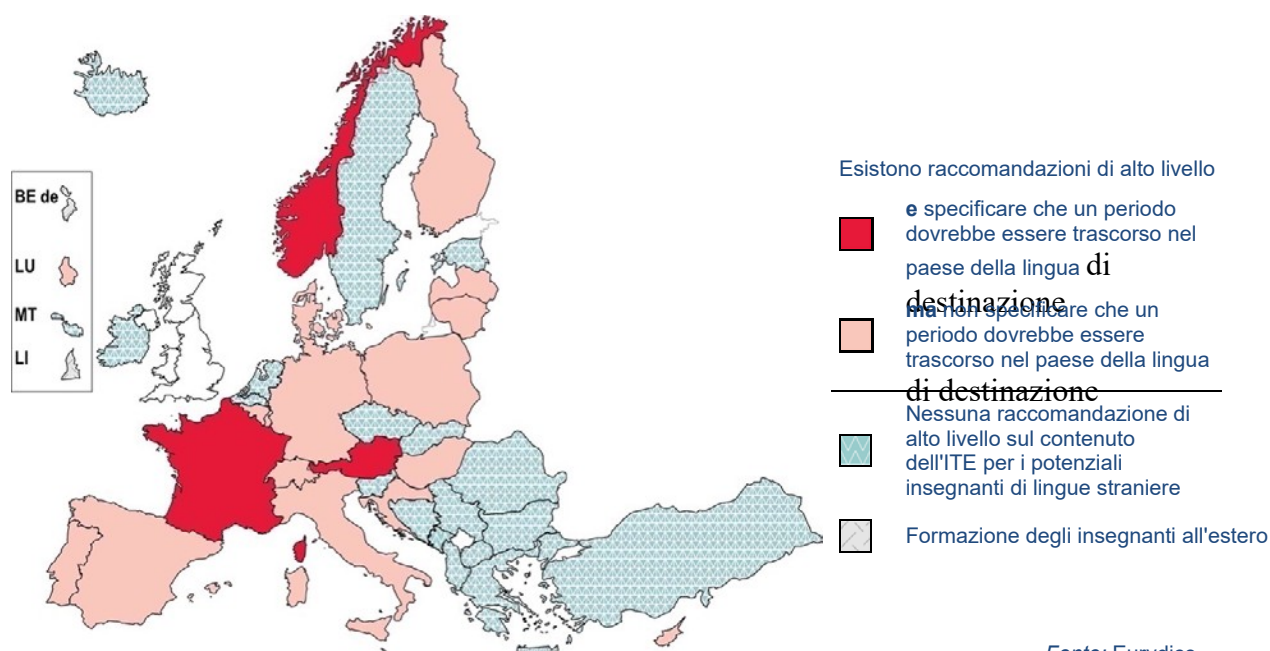 BE de
LU
MT
LI
Esistono raccomandazioni di alto livello
e specificare che un periodo
dovrebbe essere trascorso nel
paese della lingua di
destinazione
ma non specificare che un
periodo dovrebbe essere
trascorso nel paese della lingua
di destinazione
Nessuna raccomandazione di
alto livello sul contenuto
dell'ITE per i potenziali
insegnanti di lingue straniere
Formazione degli insegnanti all'estero
Fonte: Eurydice